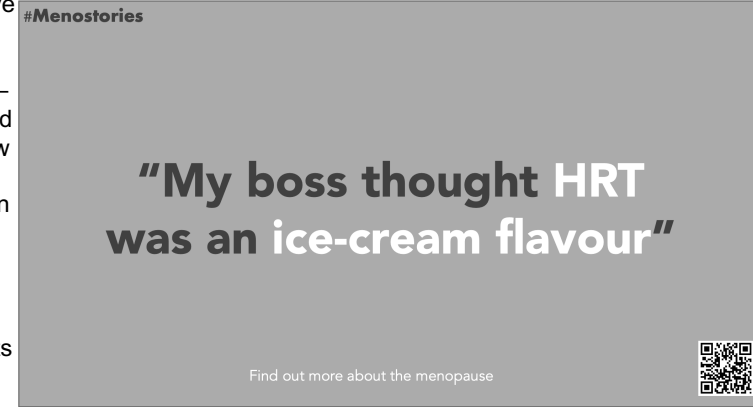 #Menostories
"My boss thought HRT
was an ice-cream flavour"
Find out more about the menopause